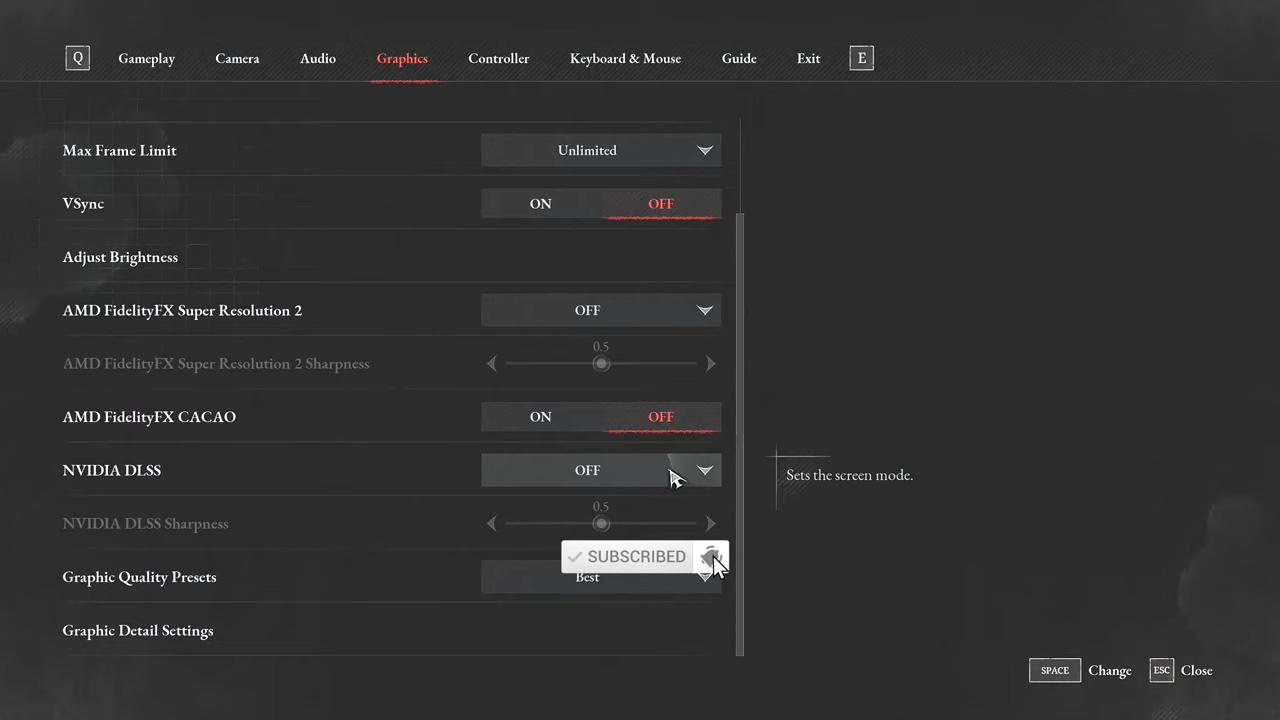 Q Gameplay Camera Audio Graphics Controller Keyboard & Mouse Guide Exit E
Max Frame Limit Unlimited
VSync ON OFF
Adjust Brightness
AMD FidelityFX Super Resolution 2 OFF
0.5
AMD FidelityFX Super Resolution 2 Sharpness
AMD FidelityFX CACAO ON OFF
NVIDIA DLSS OFF
Sets the screen mode.
0.5
NVIDIA DLSS Sharpness
SUBSCRIBED
Graphic Quality Presets Best
Graphic Detail Settings
SPACE Change ESC Close